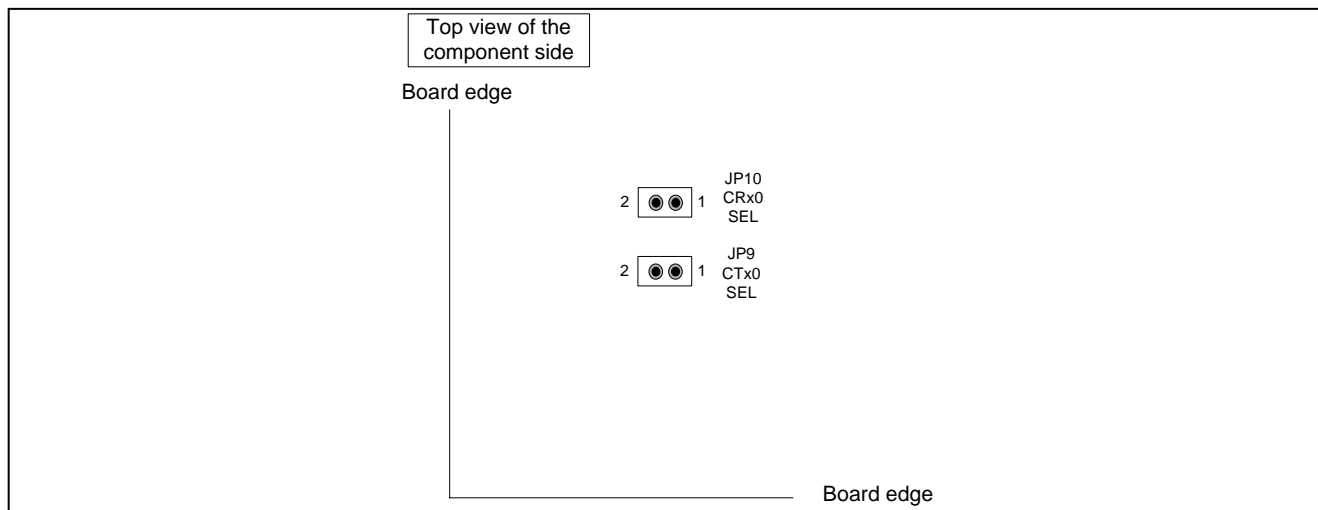 Top view of the
component side
Board edge
JP10
2 1 CRx0
SEL
JP9
2 1 CTx0
SEL
Board edge